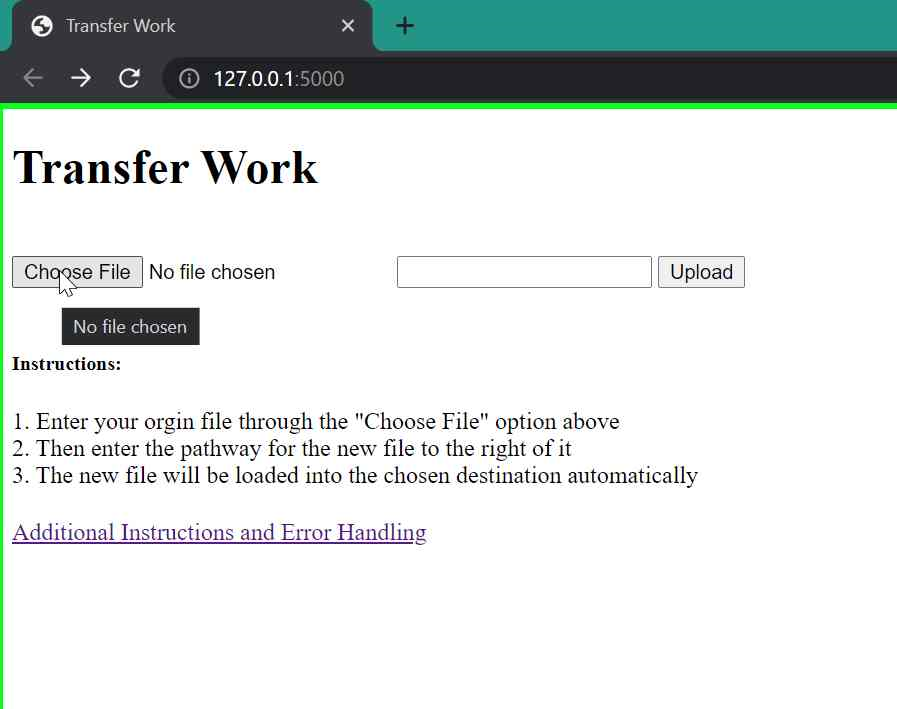 Transfer Work
127.0.0.1:5000
Transfer Work
Choose File No file chosen Upload
No file chosen
Instructions:
1. Enter your orgin file through the "Choose File" option above
2. Then enter the pathway for the new file to the right of it
3. The new file will be loaded into the chosen destination automatically
Additional Instructions and Error Handling